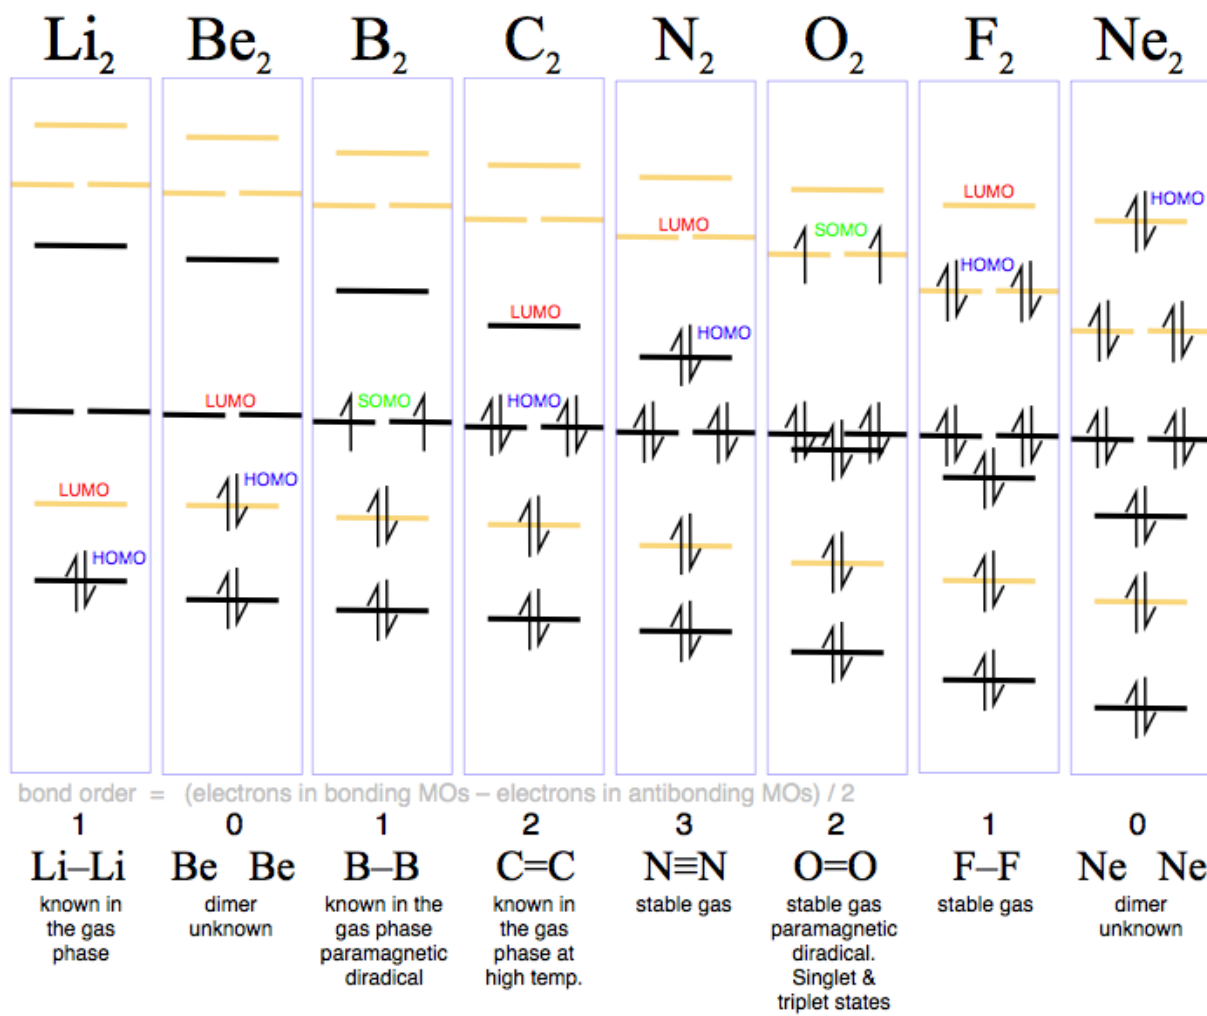 Li2 Be2 B2 C2 N2 O2 F2 Ne2
HOMO
LUMO
LUMO
HOMO
LUMO
SOMO
HOMO
LUMO
HOMO
LUMO
HOMO
SOMO
LUMO
HOMO
HOMO
bond order = (electrons in bonding MOs – electrons in antibonding MOs) / 2
1 0 1 2 3 2 1 0
Li–Li Be Be B–B C=C N≡N O=O F–F Ne Ne
known in
the gas
phase
dimer
unknown
known in the
gas phase
paramagnetic
diradical
known in
the gas
phase at
high temp.
stable gas
stable gas
paramagnetic
diradical.
Singlet &
triplet states
stable gas
dimer
unknown